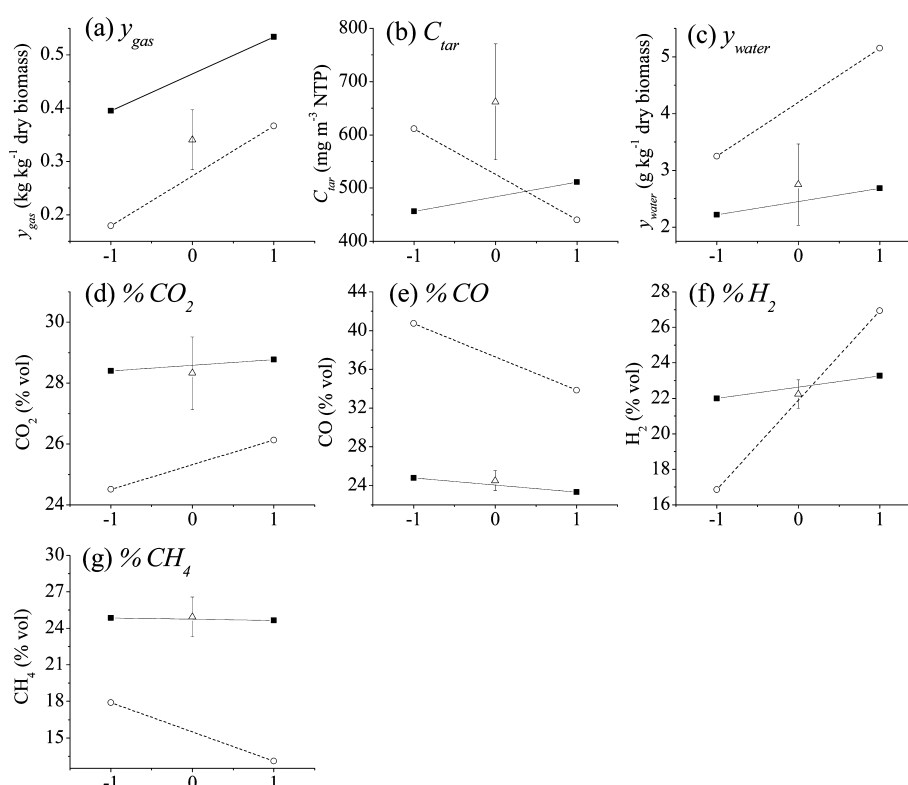 (a) y_gas
y_gas (kg kg⁻¹ dry biomass)
0.5
0.4
0.3
0.2
-1 0 1
(b) C_tar
C_tar (mg m⁻³ NTP)
800
700
600
500
400
-1 0 1
(c) y_water
y_water (g kg⁻¹ dry biomass)
5
4
3
2
-1 0 1
(d) % CO₂
CO₂ (% vol)
30
28
26
24
-1 0 1
(e) % CO
CO (% vol)
40
36
32
28
24
-1 0 1
(f) % H₂
H₂ (% vol)
28
26
24
22
20
18
16
-1 0 1
(g) % CH₄
CH₄ (% vol)
30
27
24
21
18
15
-1 0 1